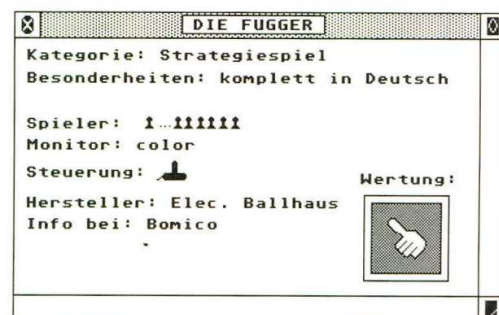 DIE FUGGER
Kategorie: Strategiespiel
Besonderheiten: komplett in Deutsch
Spieler: ...
Monitor: color
Steuerung:
Wertung:
Hersteller: Elec. Ballhaus
Info bei: Bomico